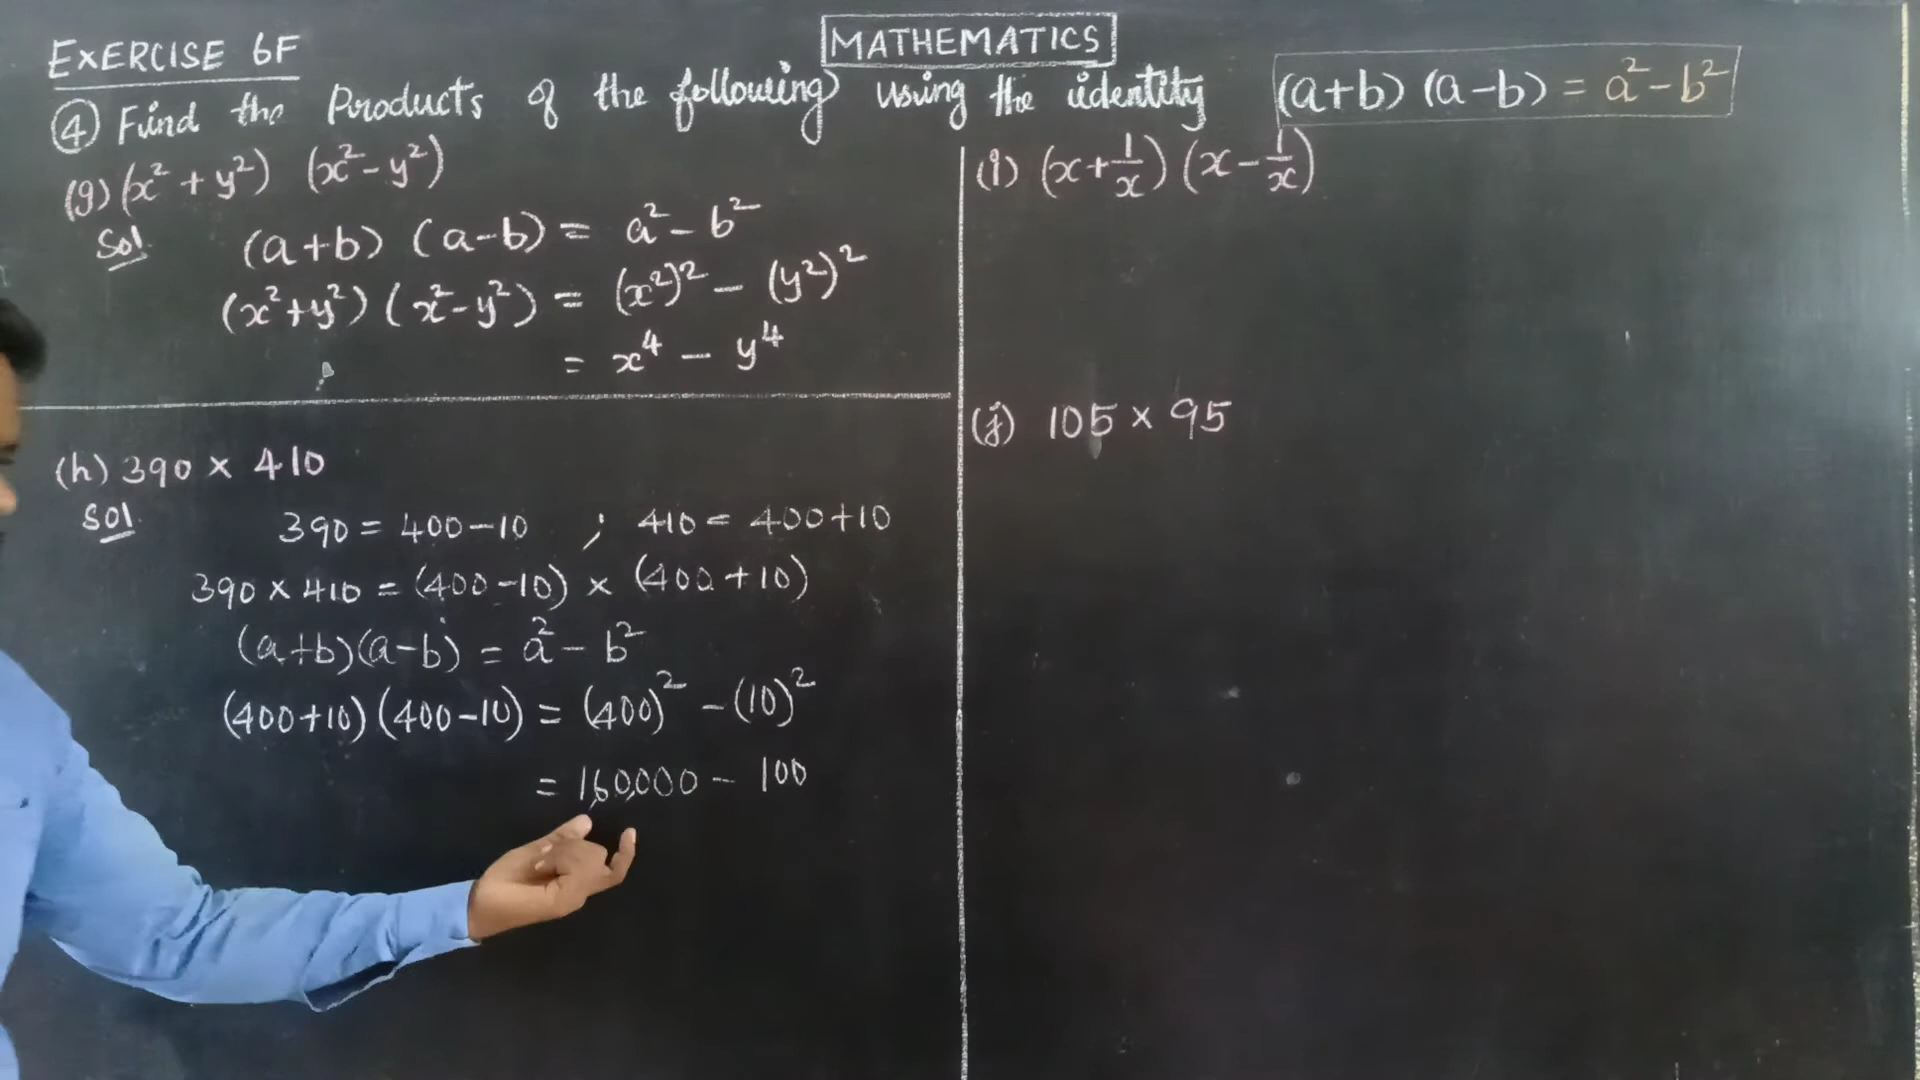 MATHEMATICS
EXERCISE 6F
④ Find the Products of the following using the identity (a+b) (a-b) = a² - b²
(g) (x² + y²) (x² - y²)
Sol
(a+b) (a-b) = a² - b²
(x²+y²) (x²-y²) = (x²)² - (y²)²
= x⁴ - y⁴
(h) 390 × 410
Sol
390 = 400-10 ; 410 = 400+10
390 × 410 = (400-10) × (400+10)
(a+b)(a-b) = a² - b²
(400+10) (400-10) = (400)² - (10)²
= 1,60,000 - 100
(i) (x + 1/x) (x - 1/x)
(j) 105 × 95